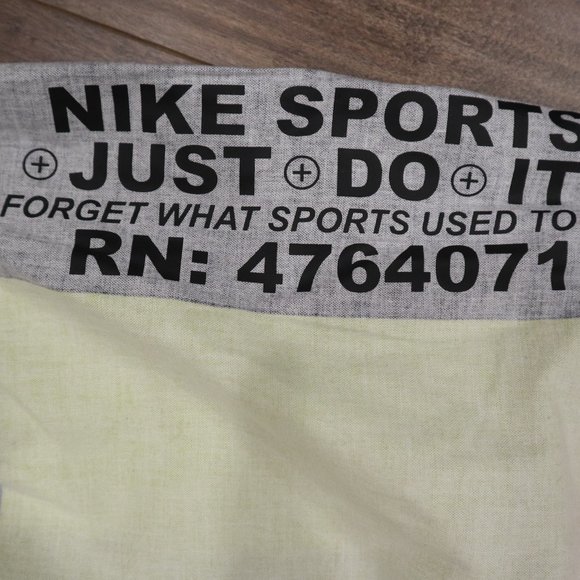 NIKE SPORTS
⊕ JUST ⊕ DO ⊕ IT
FORGET WHAT SPORTS USED TO
RN: 4764071